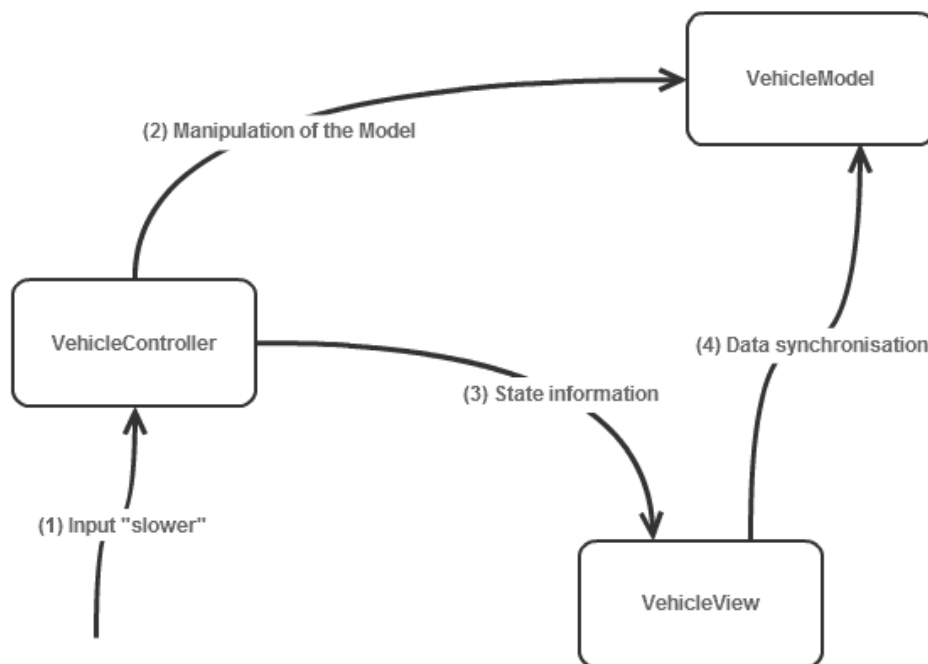 VehicleModel
(2) Manipulation of the Model
VehicleController
(4) Data synchronisation
(3) State information
(1) Input "slower"
VehicleView